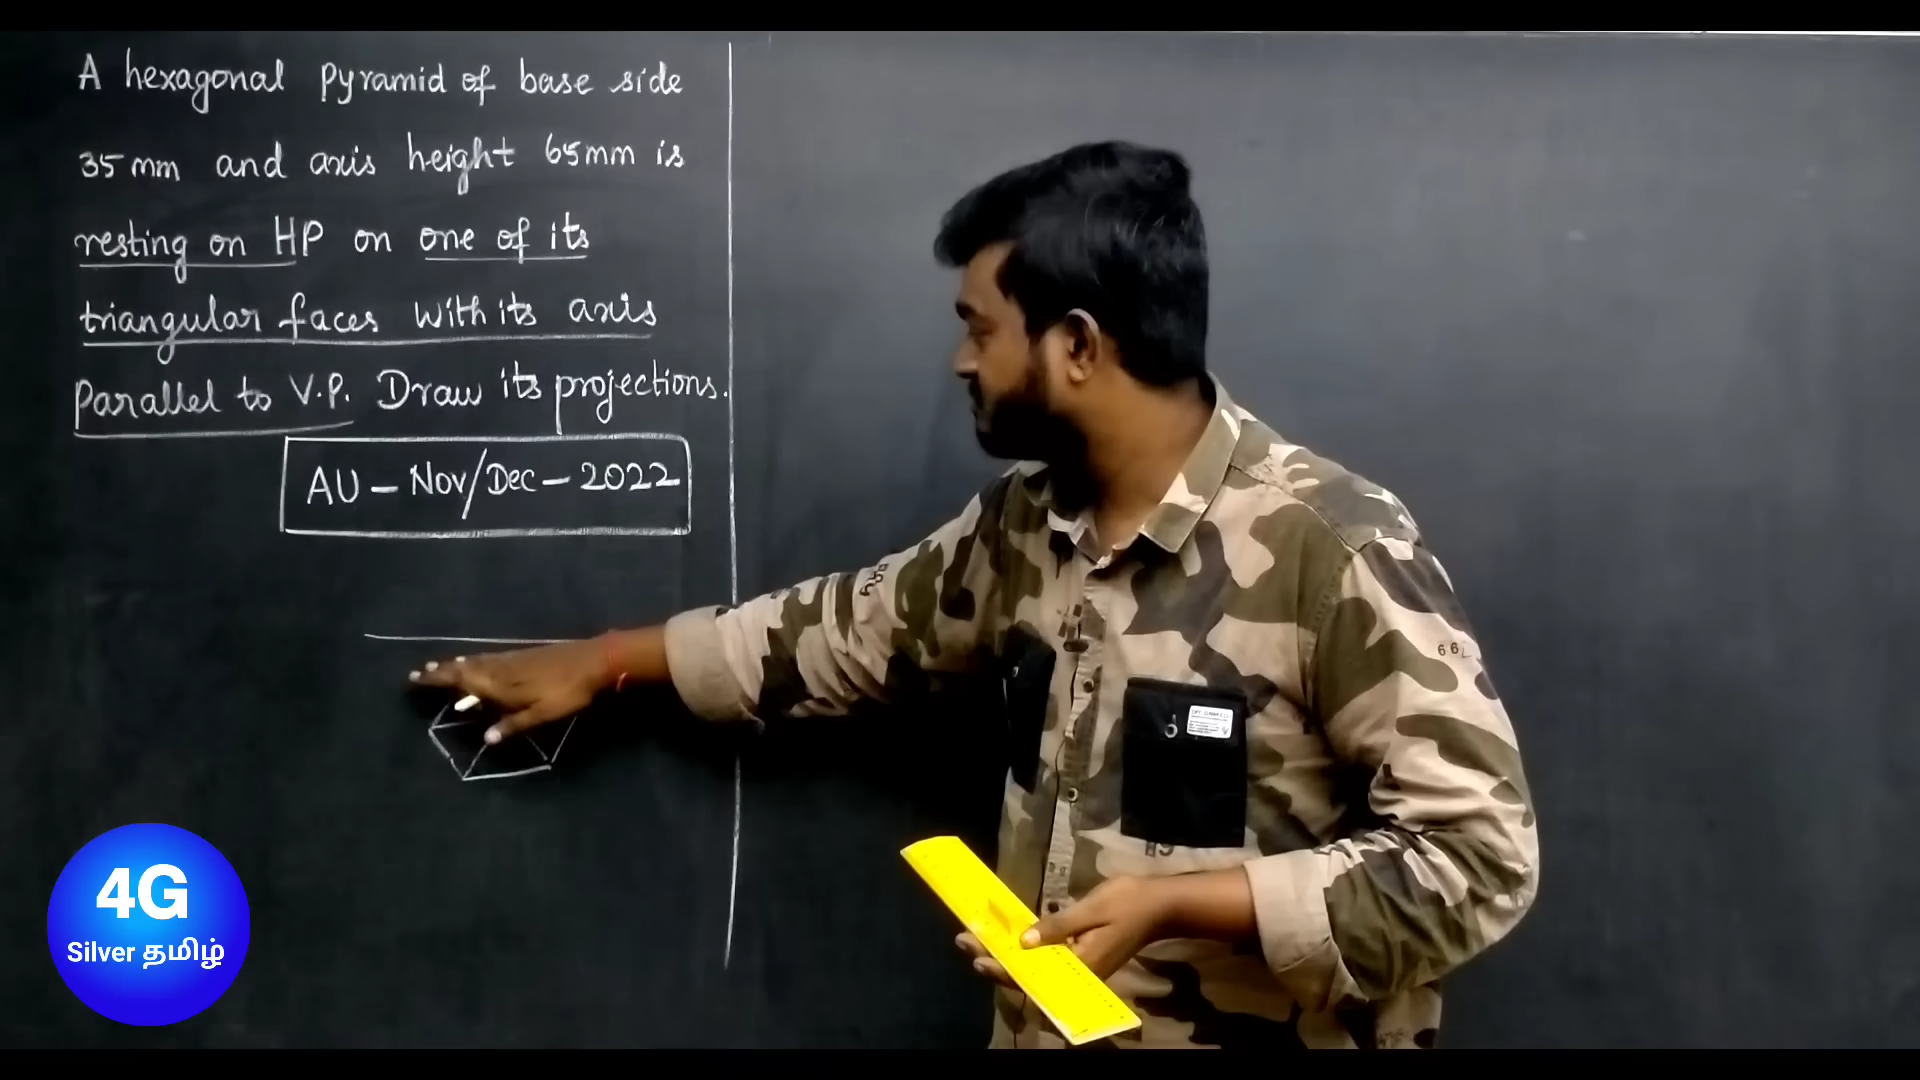 A hexagonal pyramid of base side
35 mm and axis height 65mm is
resting on HP on one of its
triangular faces with its axis
parallel to V.P. Draw its projections.
AU - Nov/Dec - 2022
4G
Silver தமிழ்